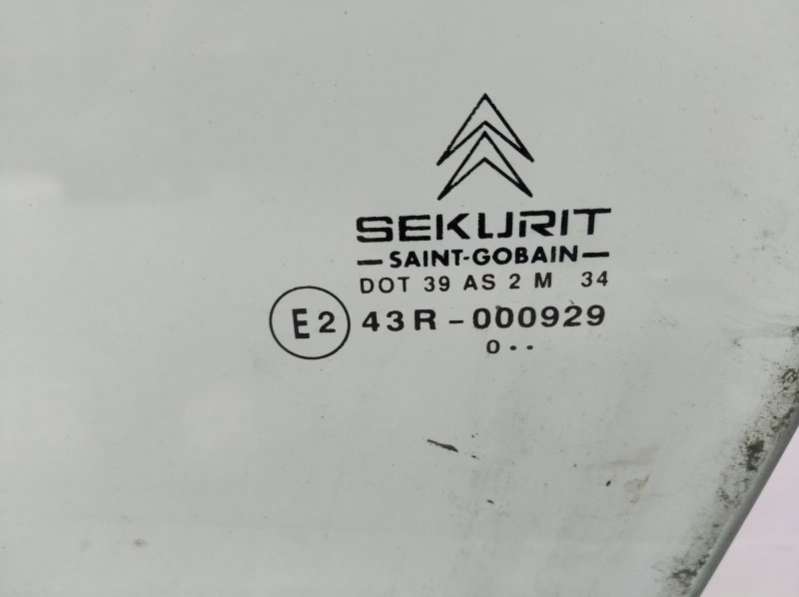 SEKURIT
—SAINT-GOBAIN—
DOT 39 AS 2 M 34
E2 43R-000929
0··